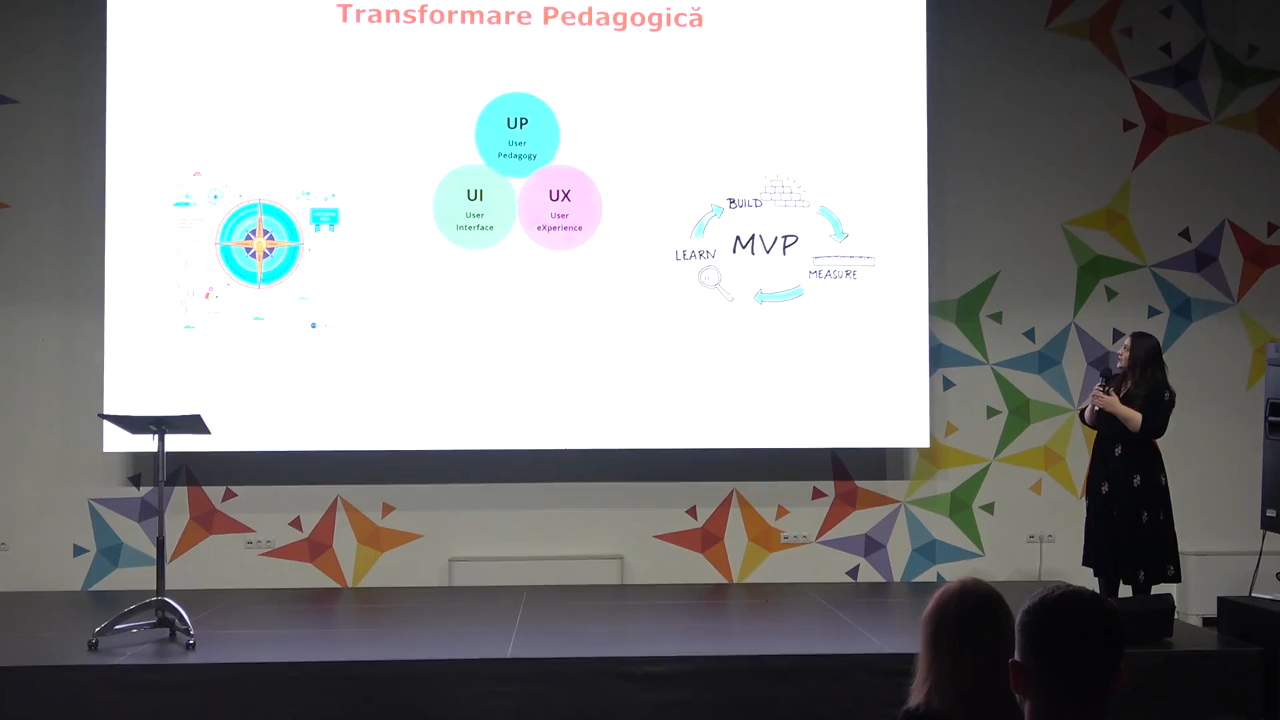 Transformare Pedagogică
UP
User
Pedagogy
UI
User
Interface
UX
User
eXperience
BUILD
MVP
LEARN
MEASURE